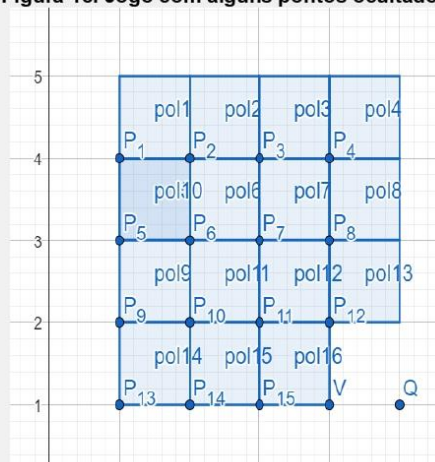 Figura 18: Jogo com alguns pontos ocultado
5
pol1 pol2 pol3 pol4
P1 P2 P3 P4
4
pol10 pol6 pol7 pol8
P5 P6 P7 P8
3
pol9 pol11 pol12 pol13
P9 P10 P11 P12
2
pol14 pol15 pol16
P13 P14 P15 V Q
1